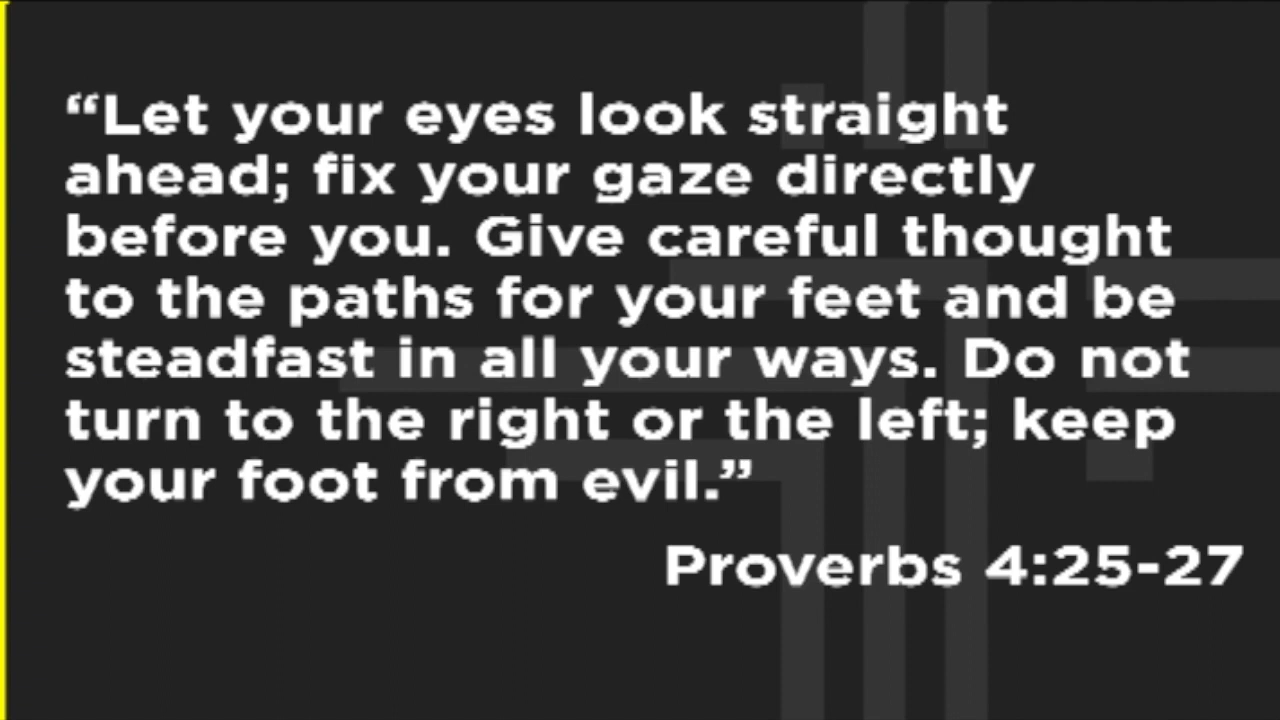 “Let your eyes look straight
ahead; fix your gaze directly
before you. Give careful thought
to the paths for your feet and be
steadfast in all your ways. Do not
turn to the right or the left; keep
your foot from evil.”
Proverbs 4:25-27